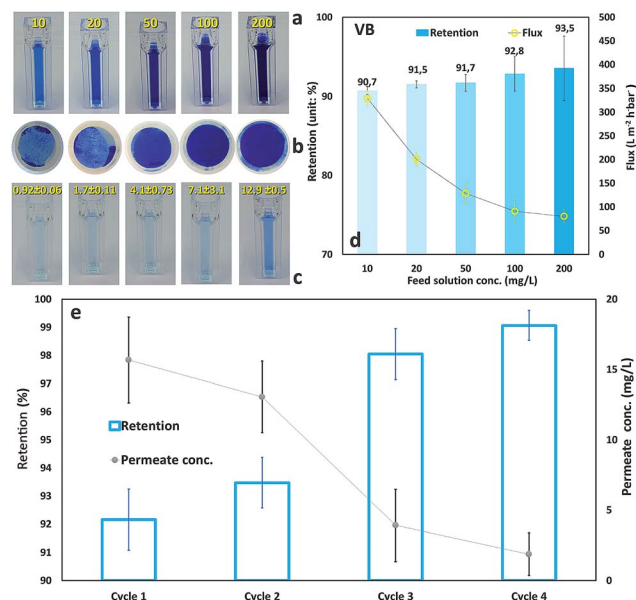 10 20 50 100 200 a
b
0.92±0.06 1.7±0.11 4.1±0.73 7.1±3.1 12.9 ±0.5
c
VB
Retention Flux
90,7 91,5 91,7 92,8 93,5
100
90
80
70
Retention (unit: %)
500
450
400
350
300
250
200
150
100
50
0
Flux (L m⁻² h·bar⁻)
d
10 20 50 100 200
Feed solution conc. (mg/L)
e
100
99
98
97
96
95
94
93
92
91
90
Retention (%)
Retention
Permeate conc.
20
15
10
5
0
Permeate conc. (mg/L)
Cycle 1 Cycle 2 Cycle 3 Cycle 4